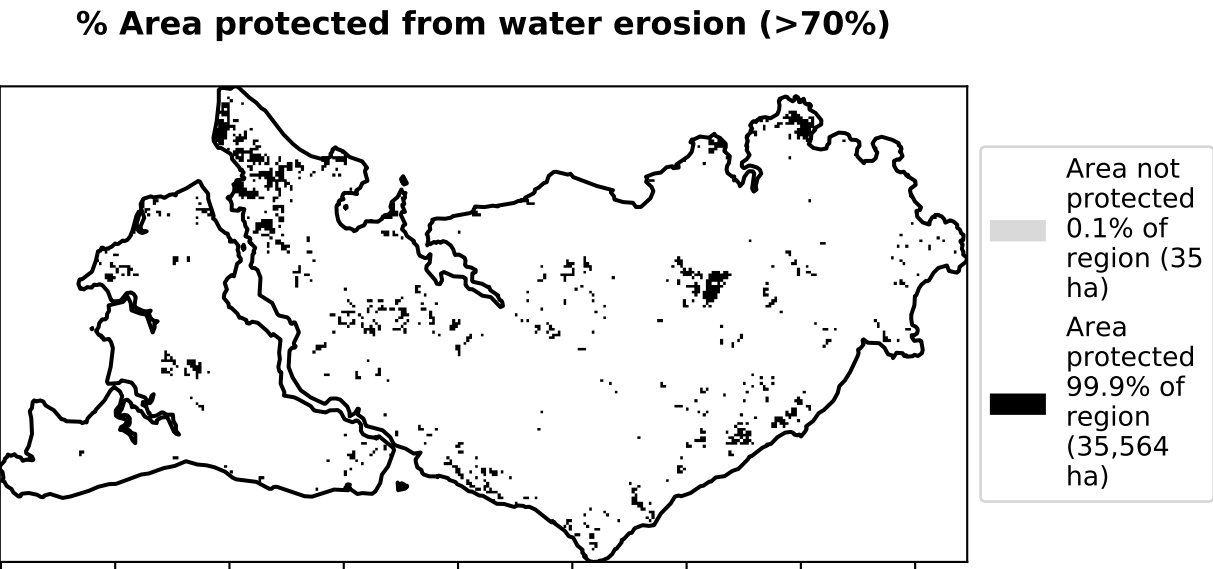 % Area protected from water erosion (>70%)
Area not
protected
0.1% of
region (35
ha)
Area
protected
99.9% of
region
(35,564
ha)